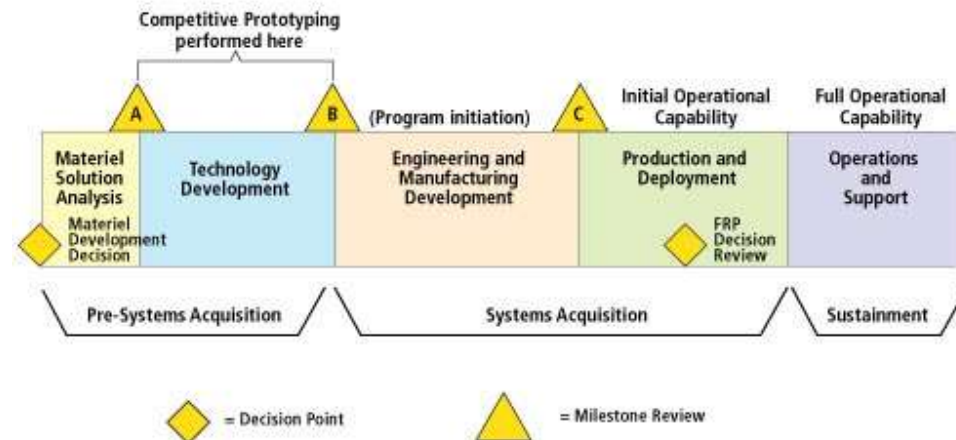 Competitive Prototyping
performed here
A
B
(Program initiation)
C
Initial Operational
Capability
Full Operational
Capability
Materiel
Solution
Analysis
Technology
Development
Engineering and
Manufacturing
Development
Production and
Deployment
Operations
and
Support
Materiel
Development
Decision
FRP
Decision
Review
Pre-Systems Acquisition
Systems Acquisition
Sustainment
= Decision Point
= Milestone Review